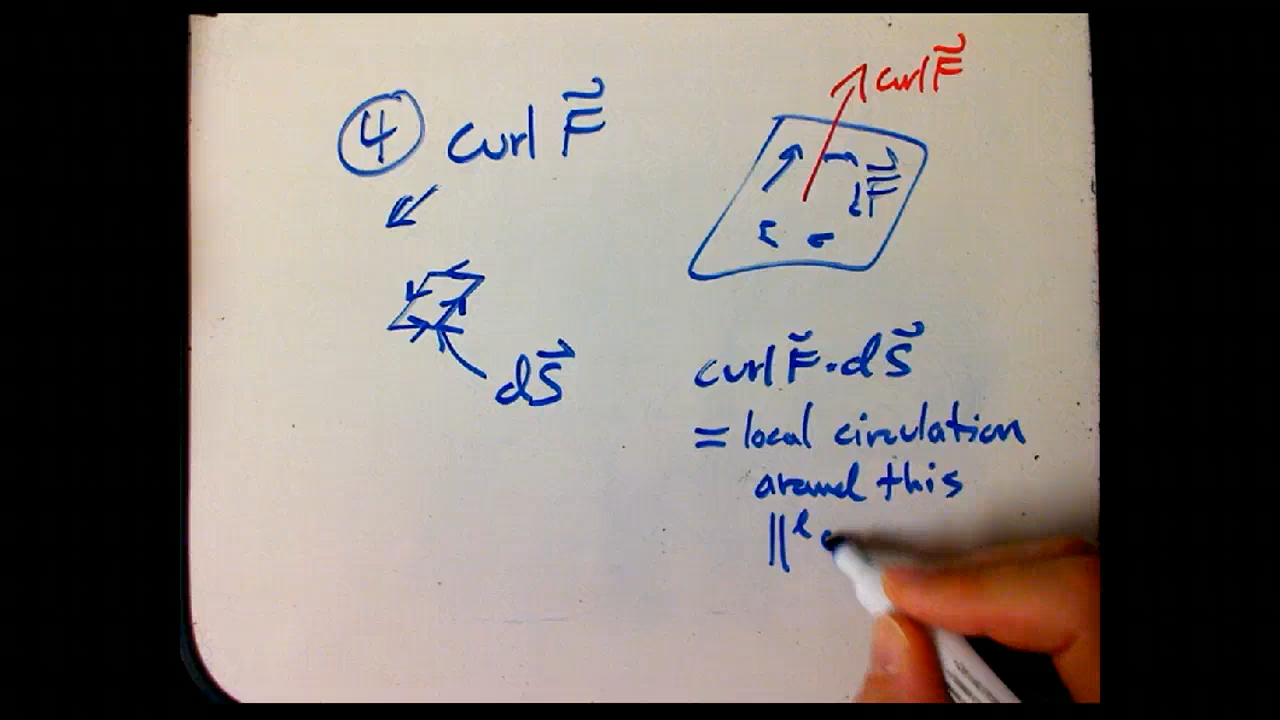 ④ curl F⃗
curl F⃗
F⃗
dS⃗
curl F⃗ · dS⃗
= local circulation
around this
||ˡ